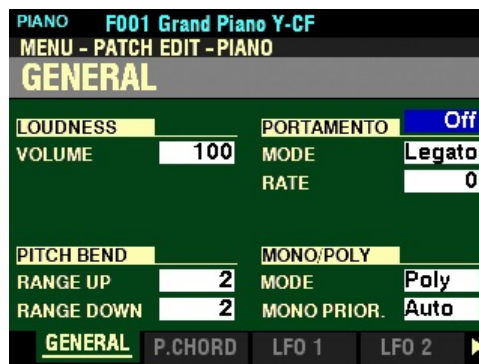 PIANO F001 Grand Piano Y-CF
MENU - PATCH EDIT - PIANO
GENERAL
LOUDNESS
VOLUME 100
PORTAMENTO Off
MODE Legato
RATE 0
PITCH BEND
RANGE UP 2
RANGE DOWN 2
MONO/POLY
MODE Poly
MONO PRIOR. Auto
GENERAL P.CHORD LFO 1 LFO 2